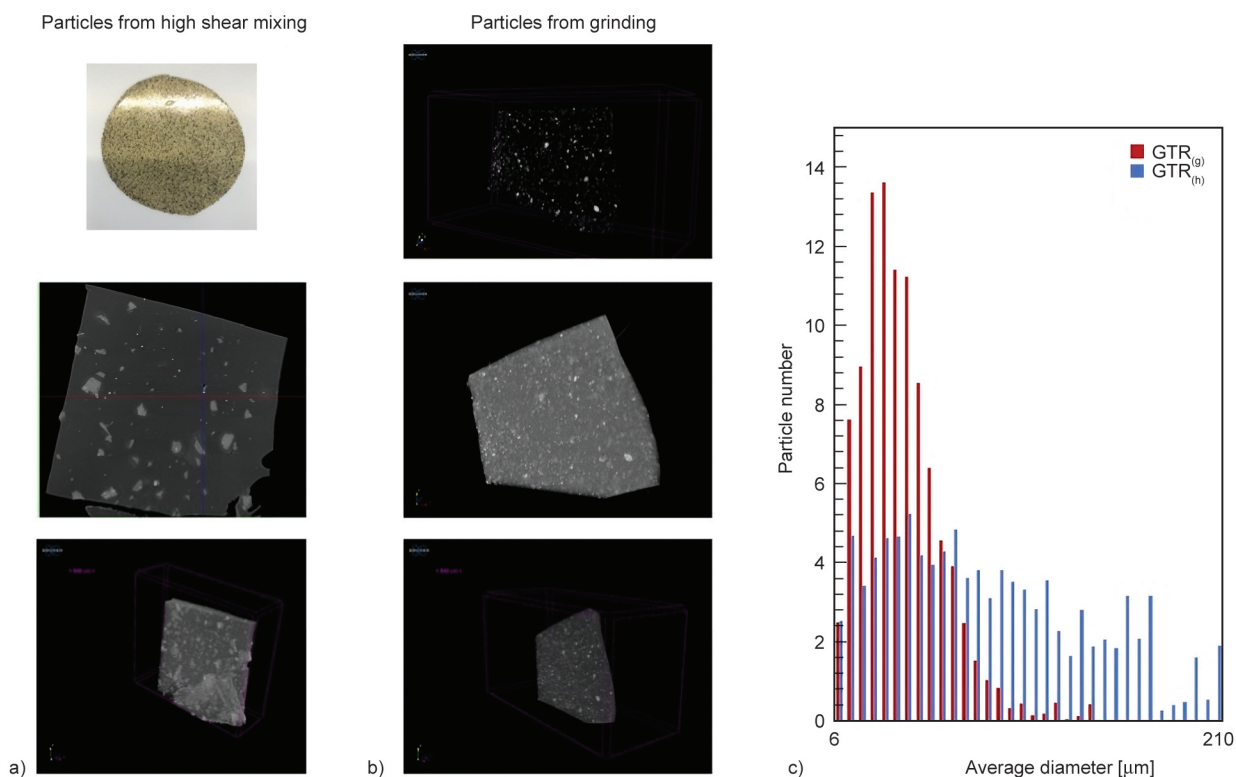 Particles from high shear mixing
Particles from grinding
a)
b)
14
12
10
8
6
4
2
0
Particle number
GTR(g)
GTR(h)
6
210
Average diameter [μm]
c)